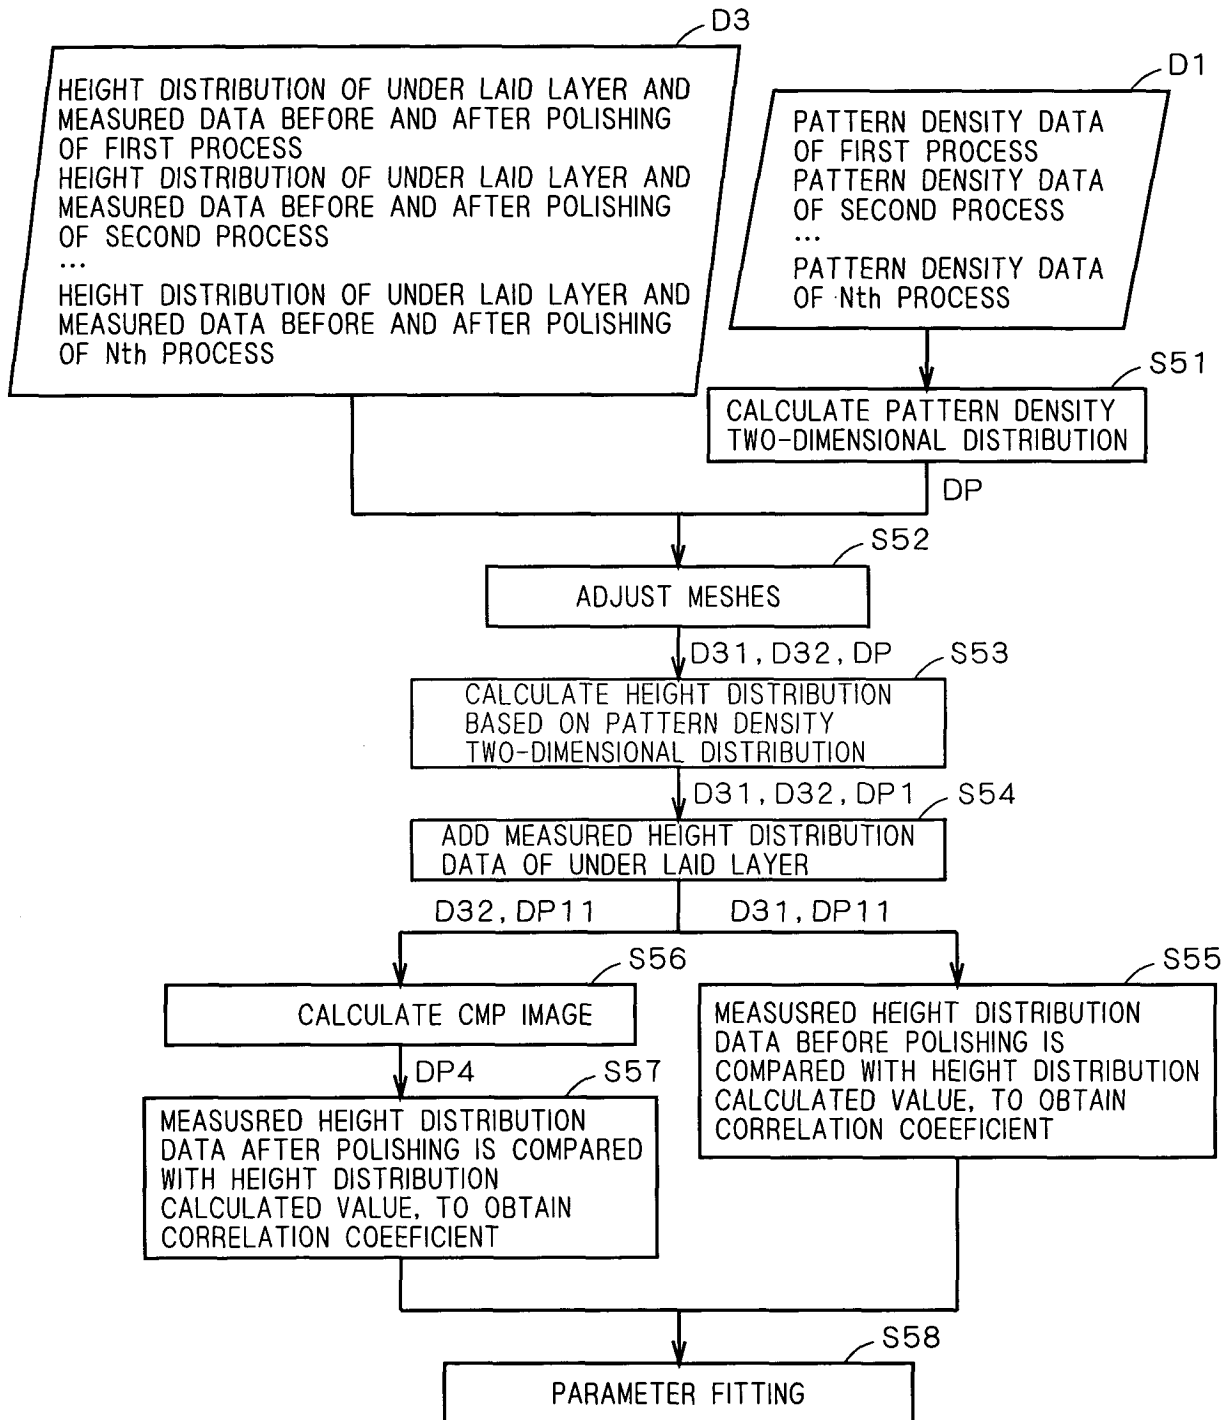 D3
HEIGHT DISTRIBUTION OF UNDER LAID LAYER AND
MEASURED DATA BEFORE AND AFTER POLISHING
OF FIRST PROCESS
HEIGHT DISTRIBUTION OF UNDER LAID LAYER AND
MEASURED DATA BEFORE AND AFTER POLISHING
OF SECOND PROCESS
...
HEIGHT DISTRIBUTION OF UNDER LAID LAYER AND
MEASURED DATA BEFORE AND AFTER POLISHING
OF Nth PROCESS
D1
PATTERN DENSITY DATA
OF FIRST PROCESS
PATTERN DENSITY DATA
OF SECOND PROCESS
...
PATTERN DENSITY DATA
OF Nth PROCESS
S51
CALCULATE PATTERN DENSITY
TWO-DIMENSIONAL DISTRIBUTION
DP
S52
ADJUST MESHES
D31, D32, DP
S53
CALCULATE HEIGHT DISTRIBUTION
BASED ON PATTERN DENSITY
TWO-DIMENSIONAL DISTRIBUTION
D31, D32, DP1
S54
ADD MEASURED HEIGHT DISTRIBUTION
DATA OF UNDER LAID LAYER
D32, DP11
D31, DP11
S56
CALCULATE CMP IMAGE
S55
MEASUSRED HEIGHT DISTRIBUTION
DATA BEFORE POLISHING IS
COMPARED WITH HEIGHT DISTRIBUTION
CALCULATED VALUE, TO OBTAIN
CORRELATION COEEFICIENT
DP4
S57
MEASUSRED HEIGHT DISTRIBUTION
DATA AFTER POLISHING IS COMPARED
WITH HEIGHT DISTRIBUTION
CALCULATED VALUE, TO OBTAIN
CORRELATION COEEFICIENT
S58
PARAMETER FITTING